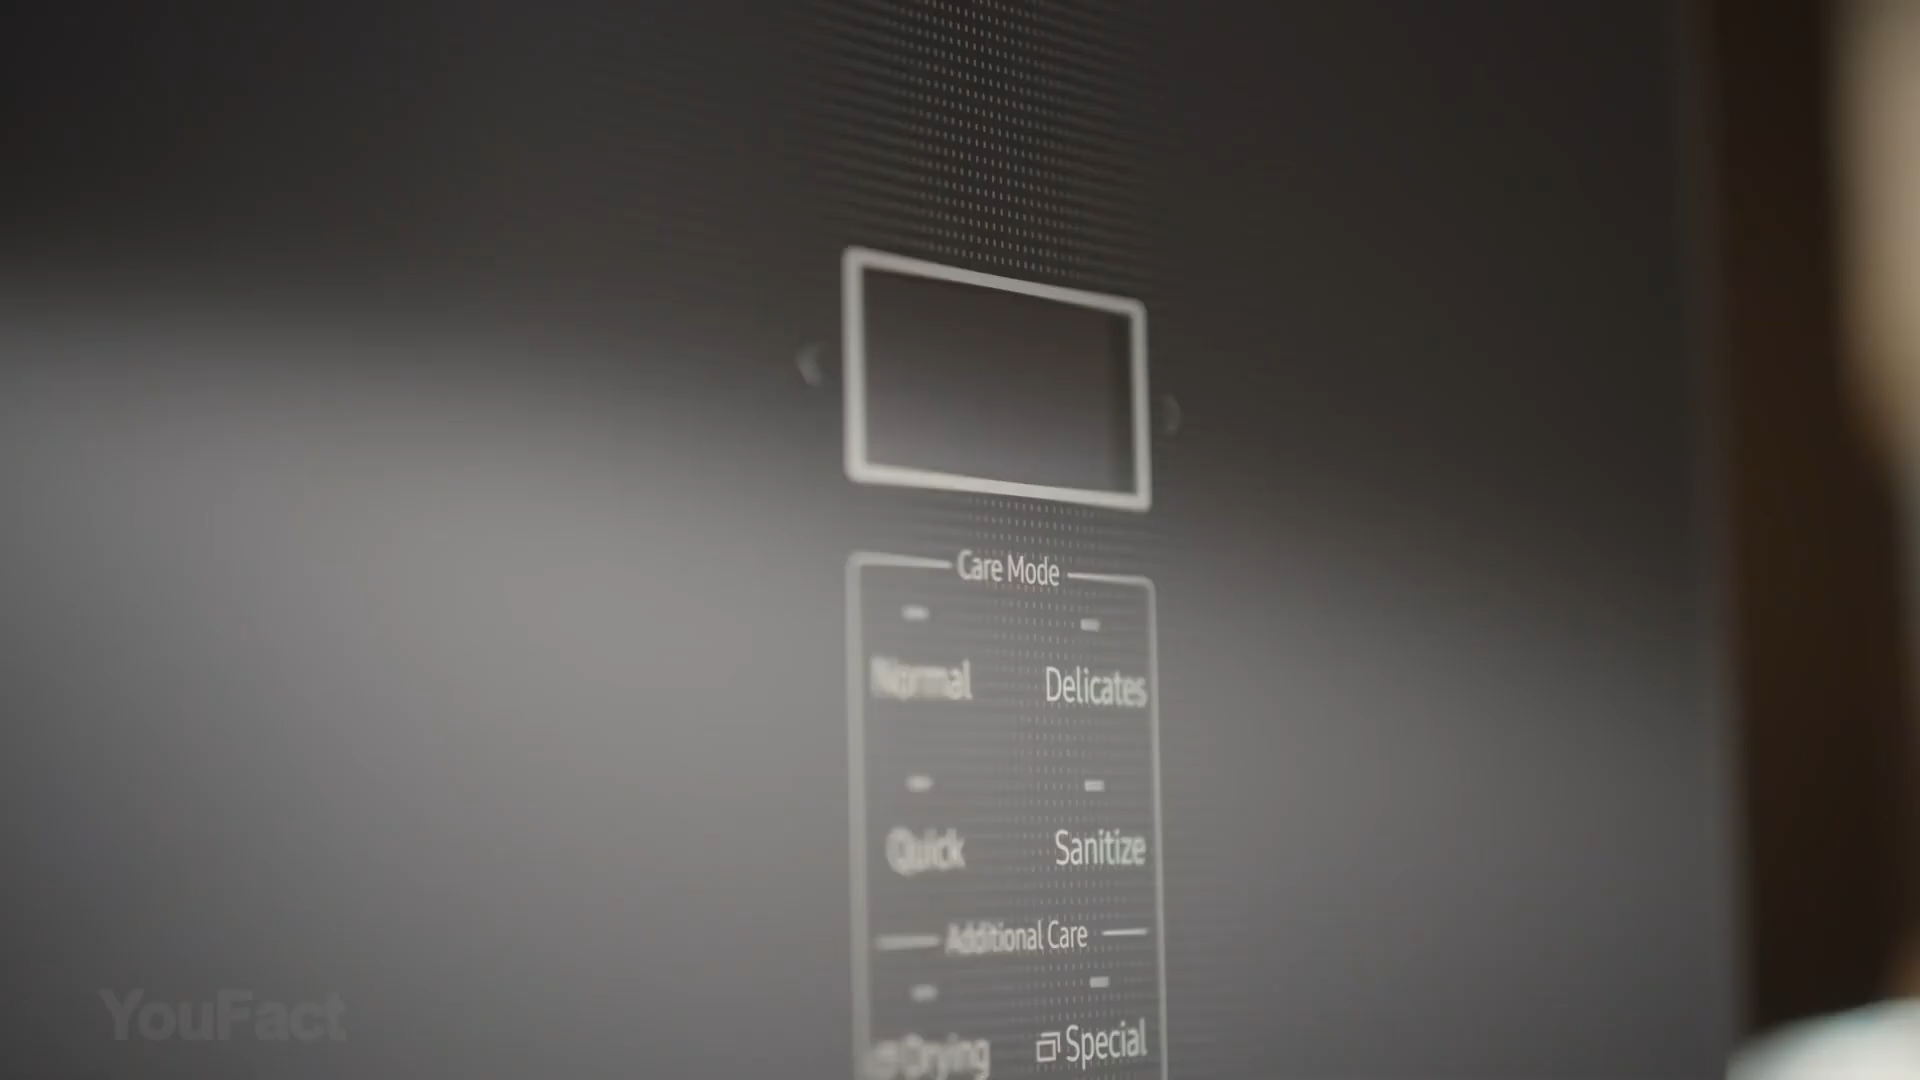 Care Mode
Normal Delicates
Quick Sanitize
Additional Care
Drying Special
YouFact